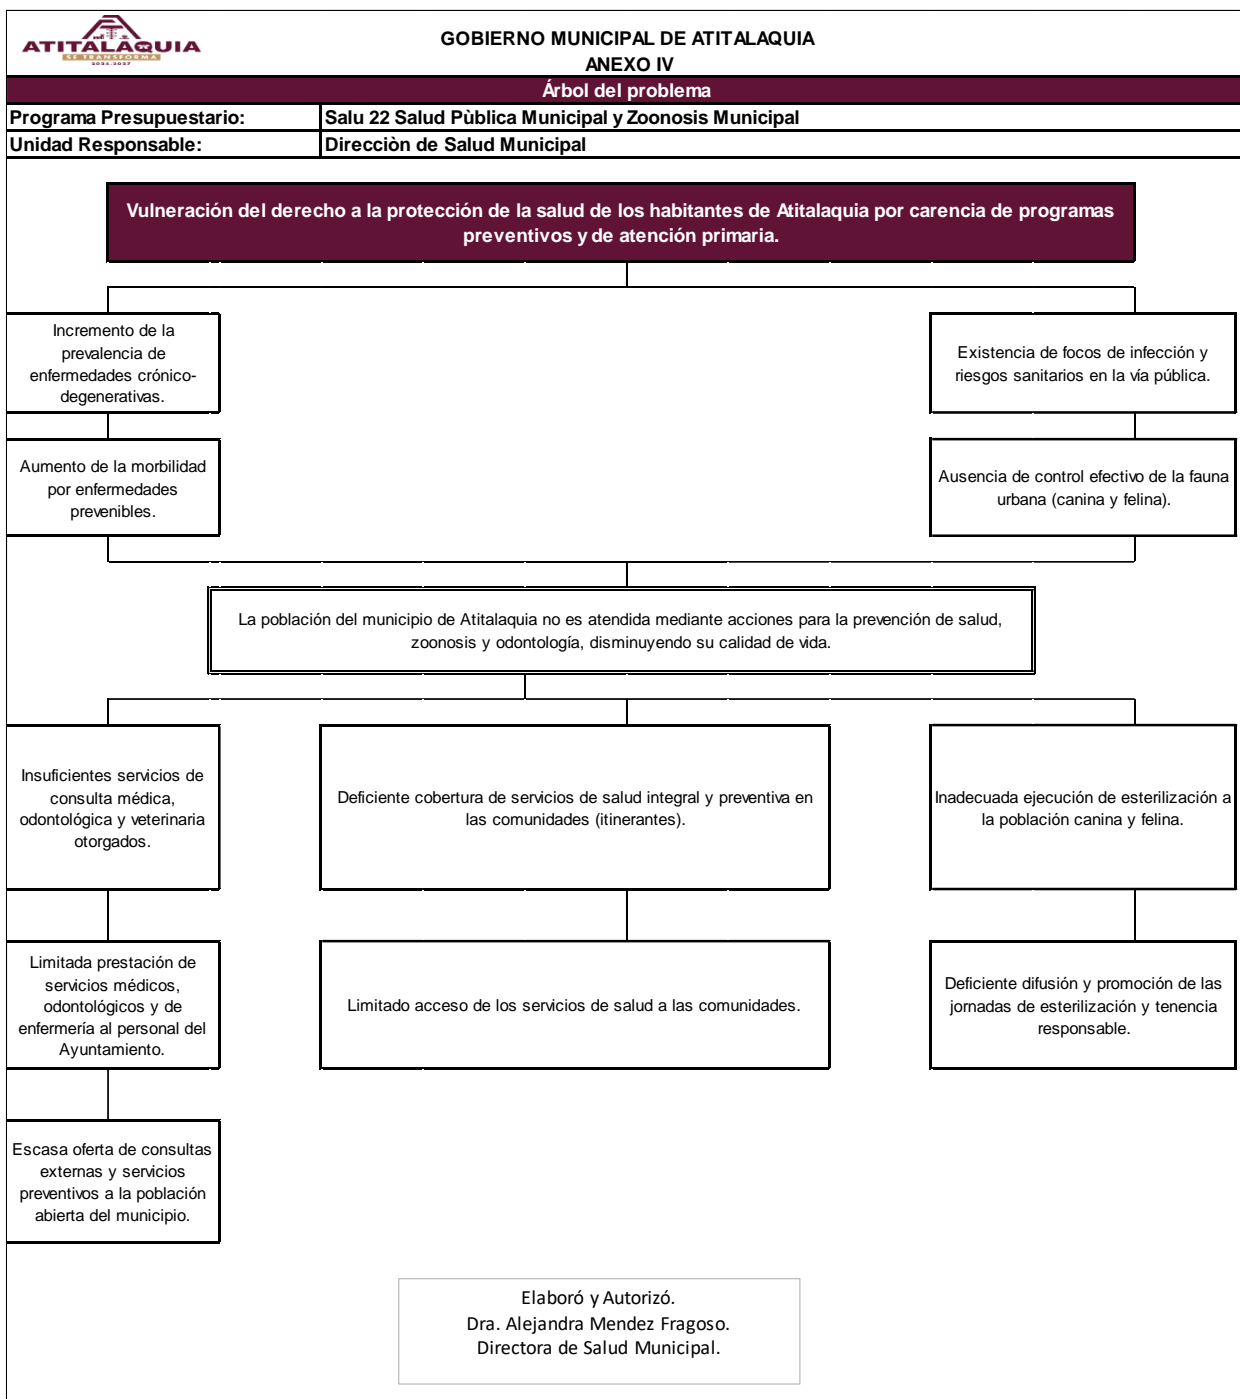 ATITALAQUIA
SE TRANSFORMA
2024-2027
GOBIERNO MUNICIPAL DE ATITALAQUIA
ANEXO IV
Árbol del problema
Programa Presupuestario: Salu 22 Salud Pùblica Municipal y Zoonosis Municipal
Unidad Responsable: Direcciòn de Salud Municipal
Vulneración del derecho a la protección de la salud de los habitantes de Atitalaquia por carencia de programas
preventivos y de atención primaria.
Incremento de la
prevalencia de
enfermedades crónico-
degenerativas.
Existencia de focos de infección y
riesgos sanitarios en la vía pública.
Aumento de la morbilidad
por enfermedades
prevenibles.
Ausencia de control efectivo de la fauna
urbana (canina y felina).
La población del municipio de Atitalaquia no es atendida mediante acciones para la prevención de salud,
zoonosis y odontología, disminuyendo su calidad de vida.
Insuficientes servicios de
consulta médica,
odontológica y veterinaria
otorgados.
Deficiente cobertura de servicios de salud integral y preventiva en
las comunidades (itinerantes).
Inadecuada ejecución de esterilización a
la población canina y felina.
Limitada prestación de
servicios médicos,
odontológicos y de
enfermería al personal del
Ayuntamiento.
Limitado acceso de los servicios de salud a las comunidades.
Deficiente difusión y promoción de las
jornadas de esterilización y tenencia
responsable.
Escasa oferta de consultas
externas y servicios
preventivos a la población
abierta del municipio.
Elaboró y Autorizó.
Dra. Alejandra Mendez Fragoso.
Directora de Salud Municipal.